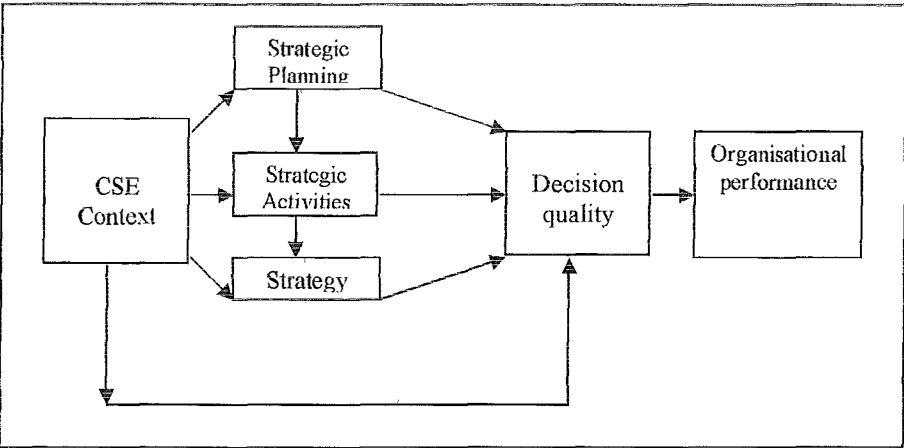 Strategic
Planning
CSE
Context
Strategic
Activities
Strategy
Decision
quality
Organisational
performance